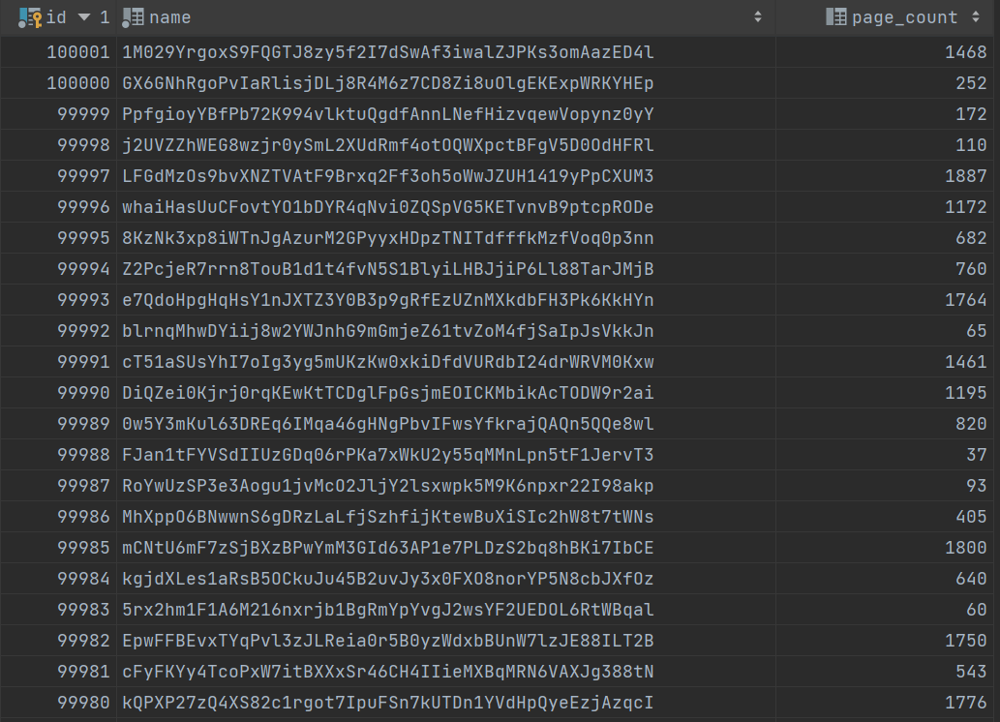 id 1 name page_count
100001 1M029YrgoxS9FQGTJ8zy5f2I7dSwAf3iwalZJPKs3omAazED4l 1468
100000 GX6GNhRgoPvIaRlisjDLj8R4M6z7CD8Zi8uOlgEKExpWRKYHEp 252
99999 PpfgioyYBfPb72K994vlktuQgdfAnnLNefHizvqewVopynz0yY 172
99998 j2UVZZhWEG8wzjr0ySmL2XUdRmf4otOQWXpctBFgV5D0OdHFRl 110
99997 LFGdMzOs9bvXNZTVAtF9Brxq2Ff3oh5oWwJZUH1419yPpCXUM3 1887
99996 whaiHasUuCFovtYO1bDYR4qNvi0ZQSpVG5KETvnvB9ptcpRODe 1172
99995 8KzNk3xp8iWTnJgAzurM2GPyyxHDpzTNITdfffkMzfVoq0p3nn 682
99994 Z2PcjeR7rrn8TouB1d1t4fvN5S1BlyiLHBJjiP6Ll88TarJMjB 760
99993 e7QdoHpgHqHsY1nJXTZ3Y0B3p9gRfEzUZnMXkdbFH3Pk6KkHYn 1764
99992 blrnqMhwDYiij8w2YWJnhG9mGmjeZ61tvZoM4fjSaIpJsVkkJn 65
99991 cT51aSUsYhI7oIg3yg5mUKzKw0xkiDfdVURdbI24drWRVM0Kxw 1461
99990 DiQZei0Kjrj0rqKEwKtTCDglFpGsjmEOICKMbikAcTODW9r2ai 1195
99989 0w5Y3mKul63DREq6IMqa46gHNgPbvIFwsYfkrajQAQn5QQe8wl 820
99988 FJan1tFYVSdIIUzGDq06rPKa7xWkU2y55qMMnLpn5tF1JervT3 37
99987 RoYwUzSP3e3Aogu1jvMcO2JljY2lsxwpk5M9K6npxr22I98akp 93
99986 MhXppO6BNwwnS6gDRzLaLfjSzhfijKtewBuXiSIc2hW8t7tWNs 405
99985 mCNtU6mF7zSjBXzBPwYmM3GId63AP1e7PLDzS2bq8hBKi7IbCE 1800
99984 kgjdXLes1aRsB5OCkuJu45B2uvJy3x0FXO8norYP5N8cbJXfOz 640
99983 5rx2hm1F1A6M216nxrjb1BgRmYpYvgJ2wsYF2UEDOL6RtWBqal 60
99982 EpwFFBEvxTYqPvl3zJLReia0r5B0yzWdxbBUnW7lzJE88ILT2B 1750
99981 cFyFKYy4TcoPxW7itBXXxSr46CH4IIieMXBqMRN6VAXJg388tN 543
99980 kQPXP27zQ4XS82c1rgot7IpuFSn7kUTDn1YVdHpQyeEzjAzqcI 1776